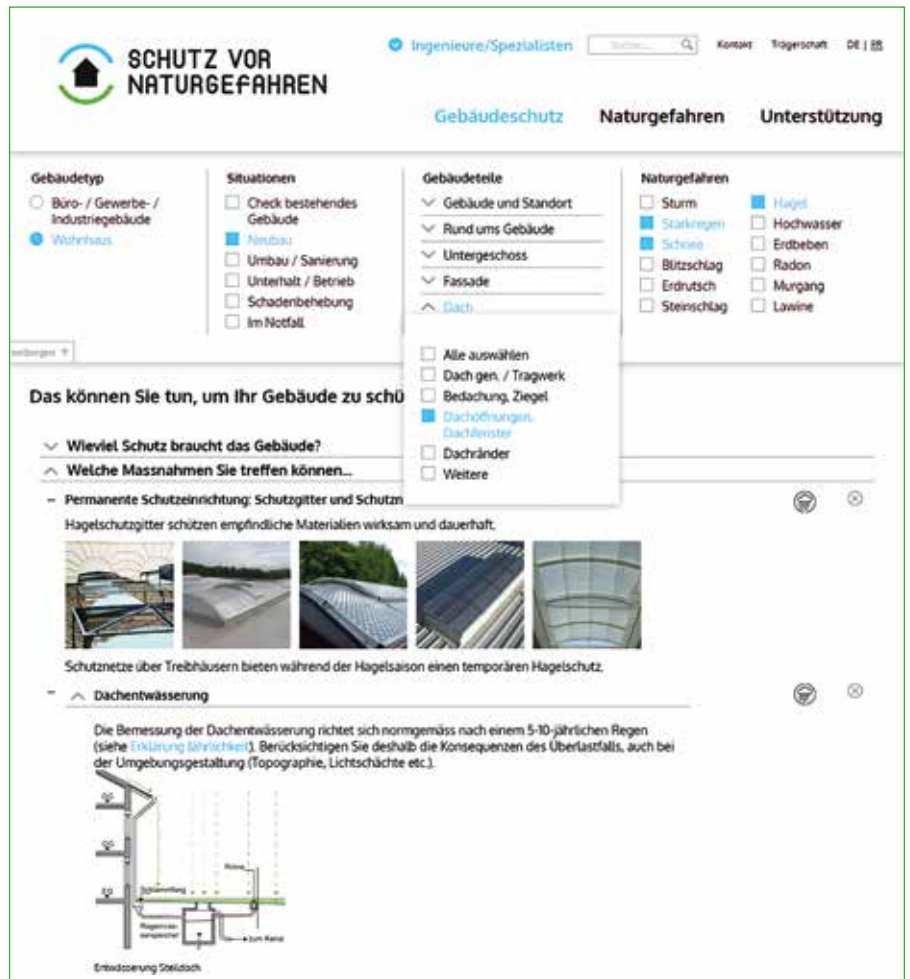 SCHUTZ VOR
NATURGEFAHREN
Ingenieure/Spezialisten
Suchen...
Kontakt
Trägerschaft
DE | FR
Gebäudeschutz
Naturgefahren
Unterstützung
Gebäudetyp
Büro- / Gewerbe- /
Industriegebäude
Wohnhaus
Situationen
Check bestehendes
Gebäude
Neubau
Umbau / Sanierung
Unterhalt / Betrieb
Schadenbehebung
Im Notfall
Gebäudeteile
Gebäude und Standort
Rund ums Gebäude
Untergeschoss
Fassade
Dach
Alle auswählen
Dach gen. / Tragwerk
Bedachung, Ziegel
Dachöffnungen,
Dachfenster
Dachränder
Weitere
Naturgefahren
Sturm
Starkregen
Schnee
Blitzschlag
Erdrutsch
Steinschlag
Hagel
Hochwasser
Erdbeben
Radon
Murgang
Lawine
Das können Sie tun, um Ihr Gebäude zu schü
Wieviel Schutz braucht das Gebäude?
Welche Massnahmen Sie treffen können...
– Permanente Schutzeinrichtung: Schutzgitter und Schutzn
Hagelschutzgitter schützen empfindliche Materialien wirksam und dauerhaft.
Schutznetze über Treibhäusern bieten während der Hagelsaison einen temporären Hagelschutz.
– Dachentwässerung
Die Bemessung der Dachentwässerung richtet sich normgemäss nach einem 5-10-jährlichen Regen
(siehe Erklärung Jährlichkeit). Berücksichtigen Sie deshalb die Konsequenzen des Überlastfalls, auch bei
der Umgebungsgestaltung (Topographie, Lichtschächte etc.).
OG
OG
EG
Schlammfang
Rinne
zum Kanal
Entwässerung Steildach